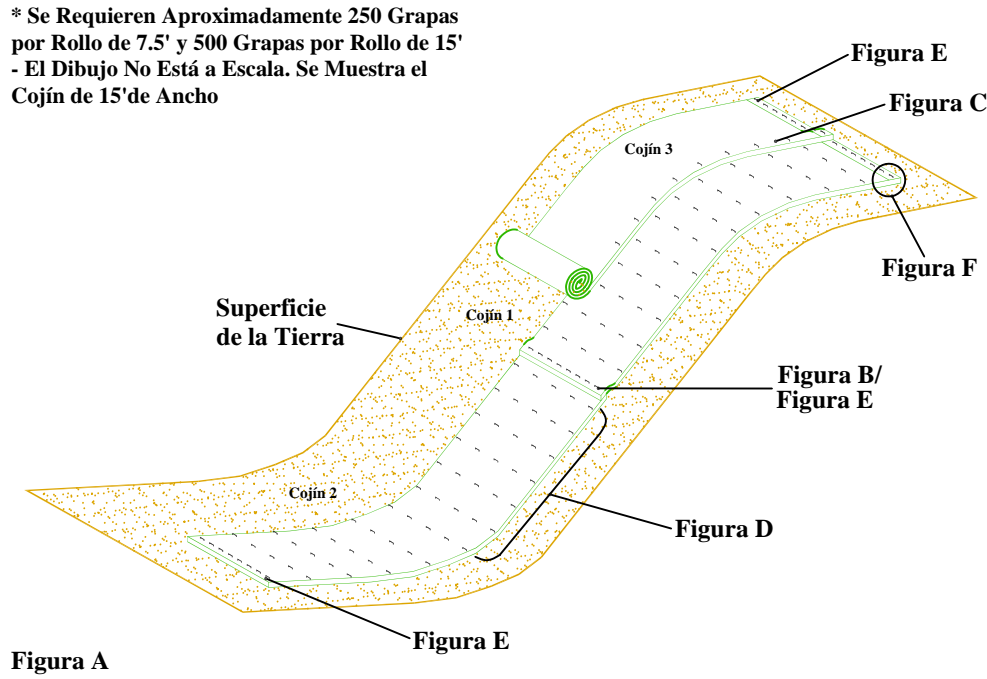 * Se Requieren Aproximadamente 250 Grapas
por Rollo de 7.5' y 500 Grapas por Rollo de 15'
- El Dibujo No Está a Escala. Se Muestra el
Cojín de 15'de Ancho
Figura E
Figura C
Cojín 3
Figura F
Superficie
de la Tierra
Cojín 1
Figura B/
Figura E
Cojín 2
Figura D
Figura E
Figura A